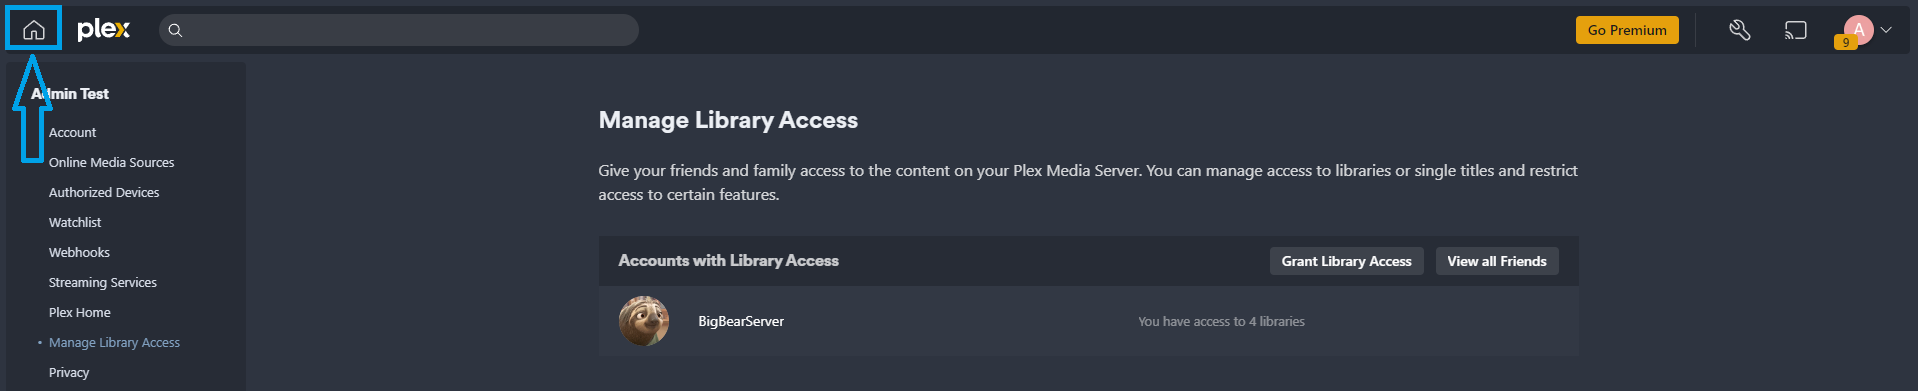 plex
Go Premium
A
9
Admin Test
Account
Online Media Sources
Authorized Devices
Watchlist
Webhooks
Streaming Services
Plex Home
Manage Library Access
Privacy
Manage Library Access
Give your friends and family access to the content on your Plex Media Server. You can manage access to libraries or single titles and restrict
access to certain features.
Accounts with Library Access
Grant Library Access
View all Friends
BigBearServer
You have access to 4 libraries